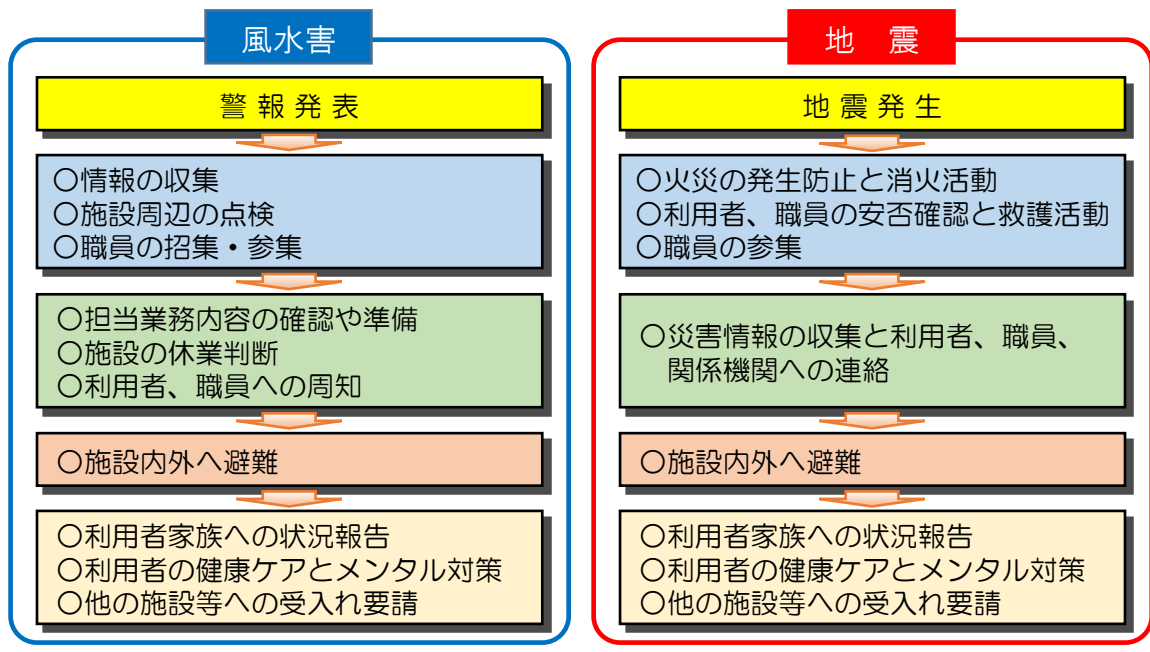 風水害
警報発表
〇情報の収集
〇施設周辺の点検
〇職員の招集・参集
〇担当業務内容の確認や準備
〇施設の休業判断
〇利用者、職員への周知
〇施設内外へ避難
〇利用者家族への状況報告
〇利用者の健康ケアとメンタル対策
〇他の施設等への受入れ要請
地　震
地震発生
〇火災の発生防止と消火活動
〇利用者、職員の安否確認と救護活動
〇職員の参集
〇災害情報の収集と利用者、職員、
関係機関への連絡
〇施設内外へ避難
〇利用者家族への状況報告
〇利用者の健康ケアとメンタル対策
〇他の施設等への受入れ要請